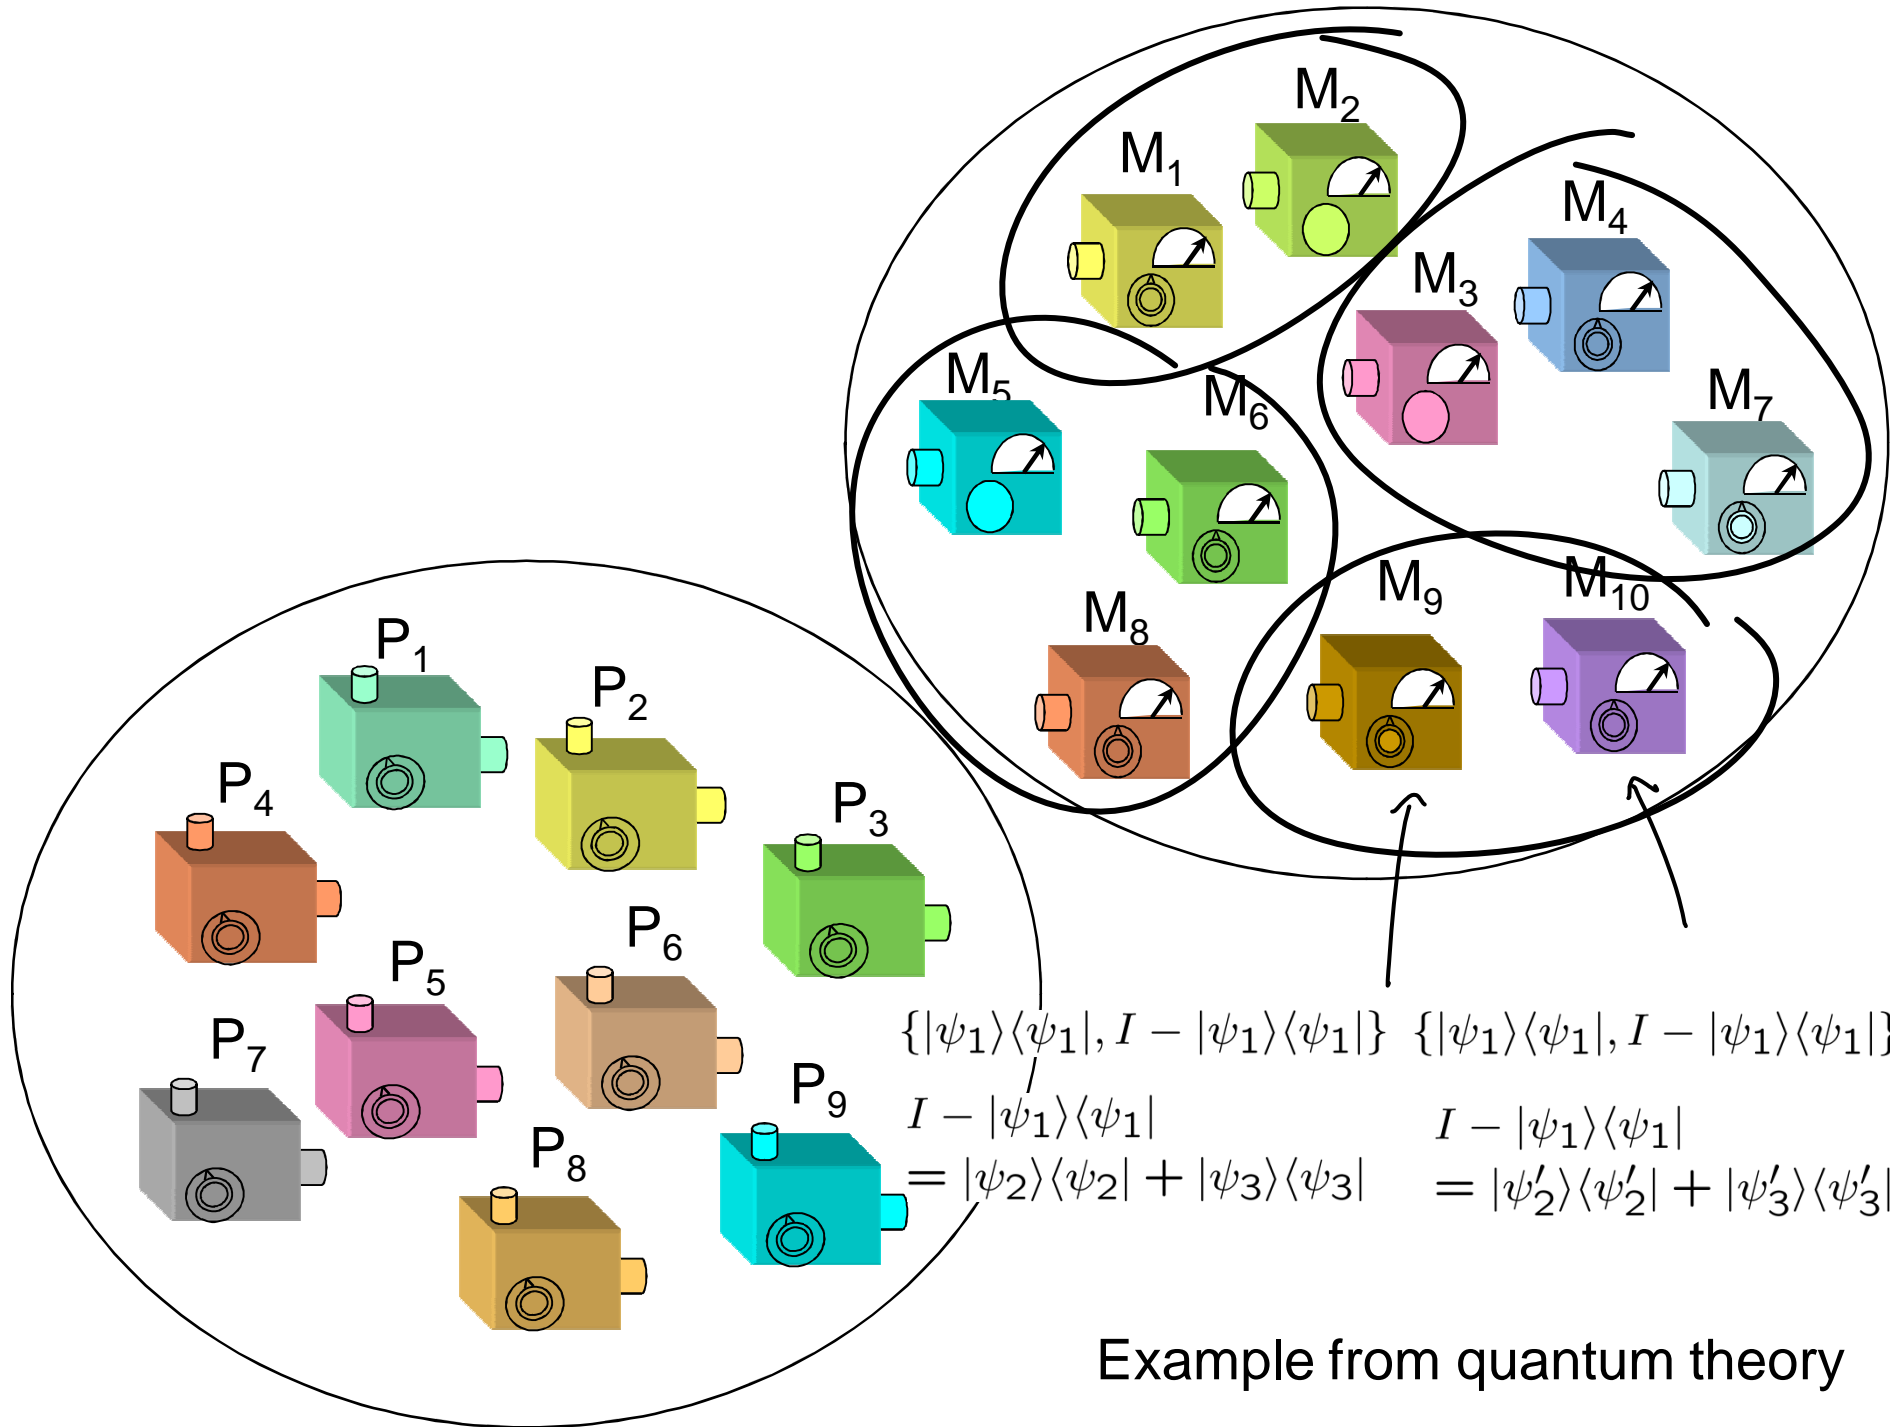 M₂
M₁
M₄
M₃
M₅
M₆
M₇
M₈
M₉
M₁₀
P₁
P₂
P₄
P₃
P₆
P₅
P₇
P₉
P₈
{|ψ₁⟩⟨ψ₁|, I − |ψ₁⟩⟨ψ₁|} {|ψ₁⟩⟨ψ₁|, I − |ψ₁⟩⟨ψ₁|}
I − |ψ₁⟩⟨ψ₁|
= |ψ₂⟩⟨ψ₂| + |ψ₃⟩⟨ψ₃|
I − |ψ₁⟩⟨ψ₁|
= |ψ′₂⟩⟨ψ′₂| + |ψ′₃⟩⟨ψ′₃|
Example from quantum theory